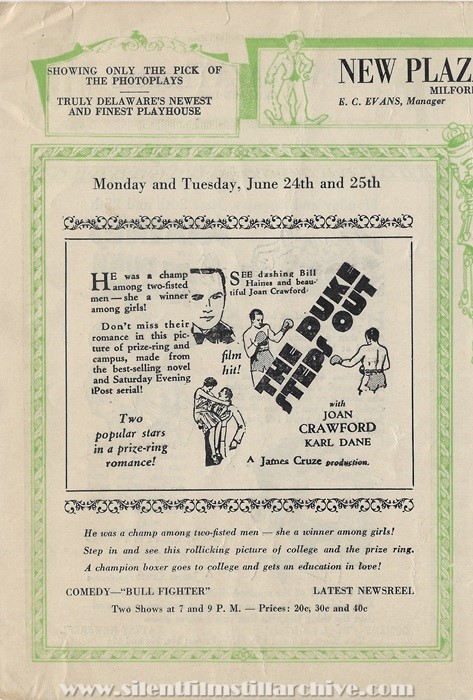 SHOWING ONLY THE PICK OF
THE PHOTOPLAYS
TRULY DELAWARE'S NEWEST
AND FINEST PLAYHOUSE
NEW PLAZ
MILFOR
E. C. EVANS, Manager
Monday and Tuesday, June 24th and 25th
HE was a champ
among two-fisted
men—she a winner
among girls!
Don't miss their
romance in this pic-
ture of prize-ring and
campus, made from
the best-selling novel
and Saturday Evening
Post serial!
Two
popular stars
in a prize-ring
romance!
SEE dashing Bill
Haines and beau-
tiful Joan Crawford
film
hit!
THE DUKE
STEPS OUT
with
JOAN
CRAWFORD
KARL DANE
A James Cruze production.
He was a champ among two-fisted men — she a winner among girls!
Step in and see this rollicking picture of college and the prize ring.
A champion boxer goes to college and gets an education in love!
COMEDY—"BULL FIGHTER" LATEST NEWSREEL
Two Shows at 7 and 9 P. M. — Prices: 20c, 30c and 40c
www.silentfilmstillarchive.com